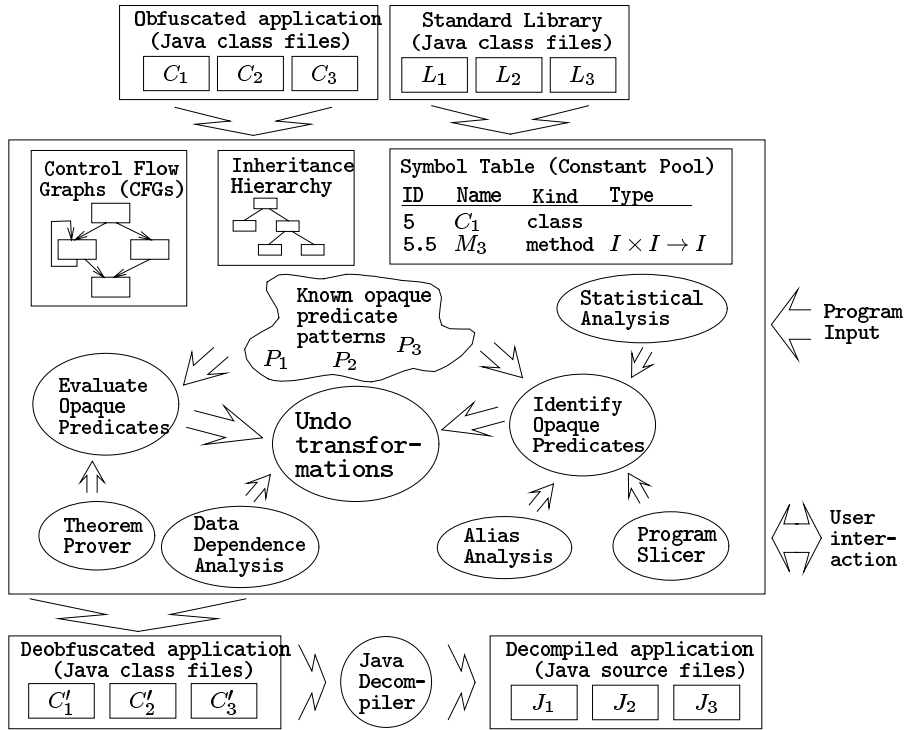 Obfuscated application
(Java class files)
C1 C2 C3
Standard Library
(Java class files)
L1 L2 L3
Control Flow
Graphs (CFGs)
Inheritance
Hierarchy
Symbol Table (Constant Pool)
ID Name Kind Type
5 C1 class
5.5 M3 method I × I → I
Known opaque
predicate
patterns
P1 P2 P3
Statistical
Analysis
Program
Input
Evaluate
Opaque
Predicates
Undo
transfor-
mations
Identify
Opaque
Predicates
Theorem
Prover
Data
Dependence
Analysis
Alias
Analysis
Program
Slicer
User
inter-
action
Deobfuscated application
(Java class files)
C′1 C′2 C′3
Java
Decom-
piler
Decompiled application
(Java source files)
J1 J2 J3